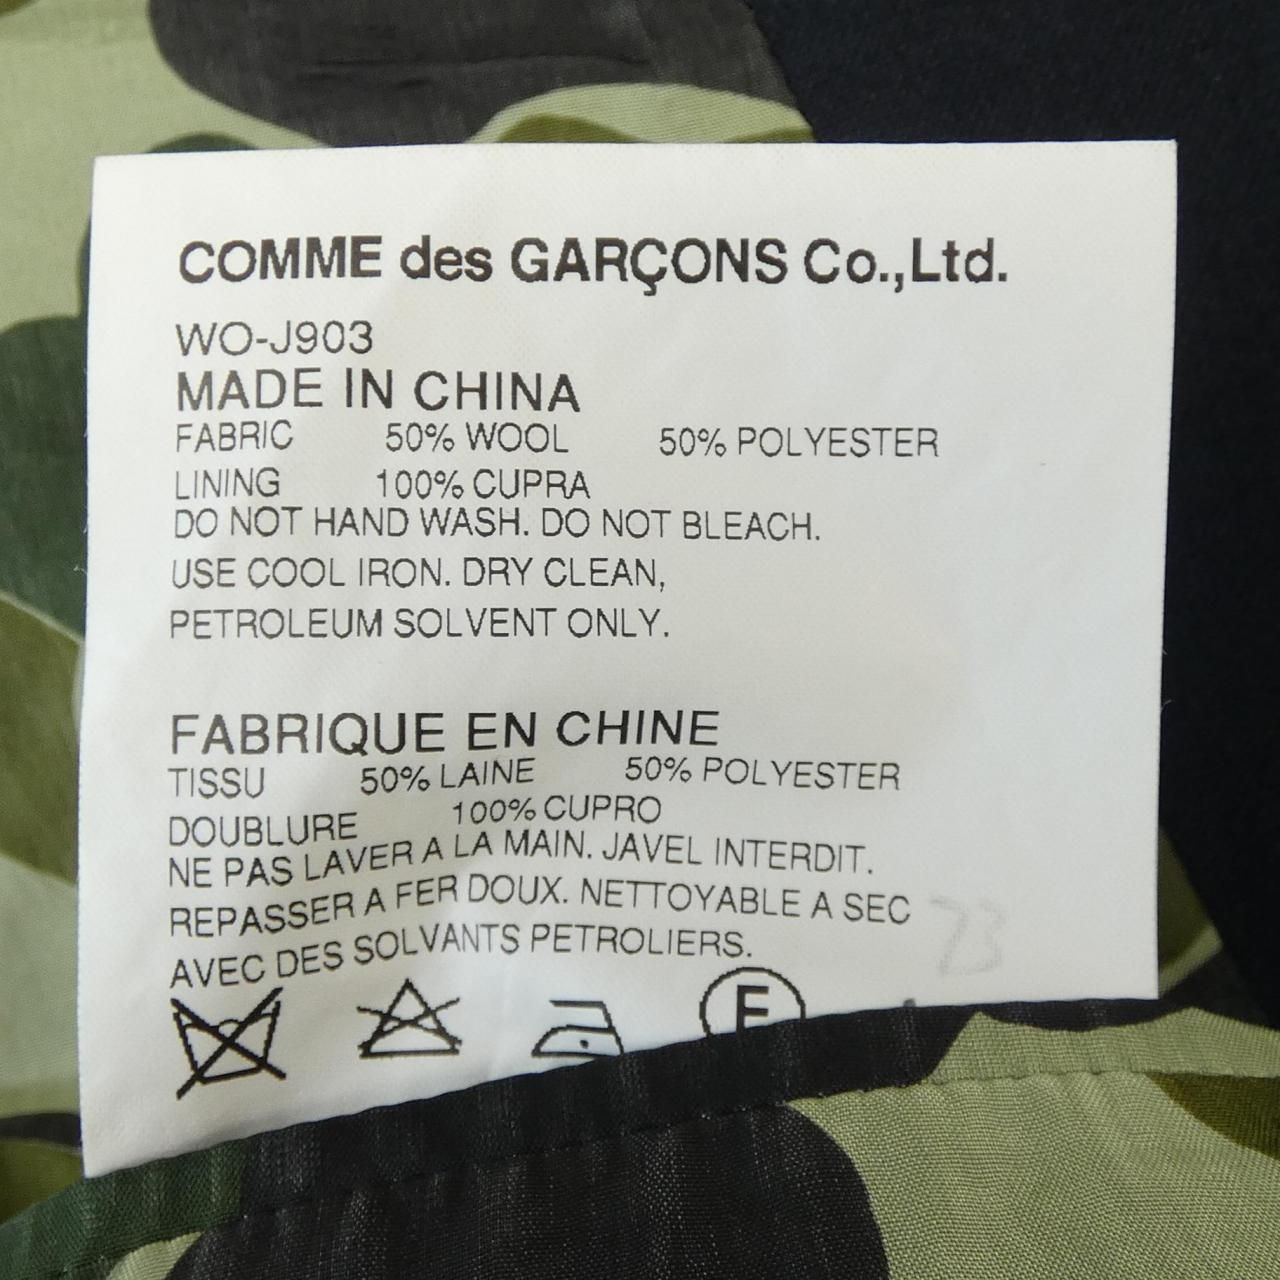 COMME des GARÇONS Co.,Ltd.
WO-J903
MADE IN CHINA
FABRIC 50% WOOL 50% POLYESTER
LINING 100% CUPRA
DO NOT HAND WASH. DO NOT BLEACH.
USE COOL IRON. DRY CLEAN,
PETROLEUM SOLVENT ONLY.
FABRIQUE EN CHINE
TISSU 50% LAINE 50% POLYESTER
DOUBLURE 100% CUPRO
NE PAS LAVER A LA MAIN. JAVEL INTERDIT.
REPASSER A FER DOUX. NETTOYABLE A SEC
AVEC DES SOLVANTS PETROLIERS.
23
F